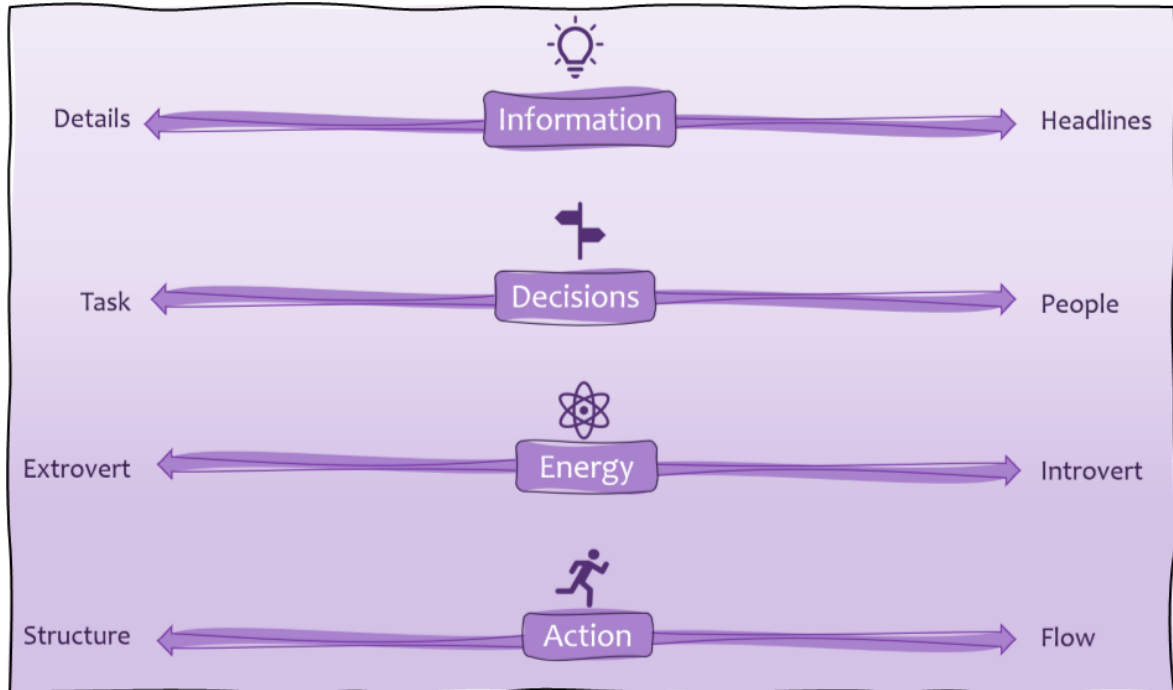 Details
Information
Headlines
Task
Decisions
People
Extrovert
Energy
Introvert
Structure
Action
Flow